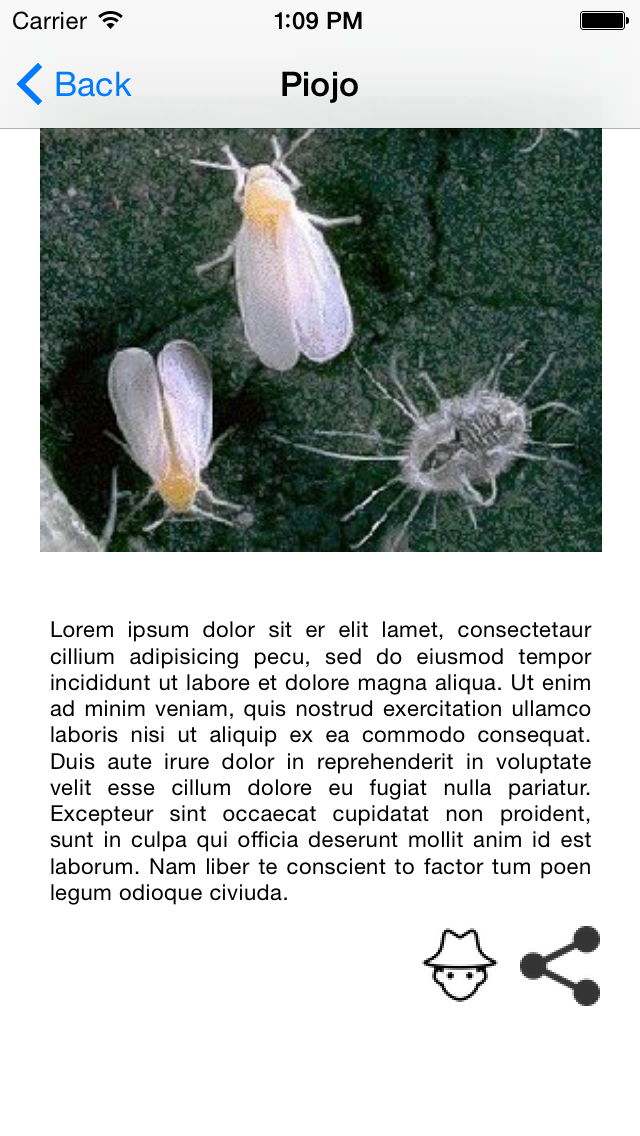 Carrier 1:09 PM
Back Piojo
Lorem ipsum dolor sit er elit lamet, consectetaur
cillium adipisicing pecu, sed do eiusmod tempor
incididunt ut labore et dolore magna aliqua. Ut enim
ad minim veniam, quis nostrud exercitation ullamco
laboris nisi ut aliquip ex ea commodo consequat.
Duis aute irure dolor in reprehenderit in voluptate
velit esse cillum dolore eu fugiat nulla pariatur.
Excepteur sint occaecat cupidatat non proident,
sunt in culpa qui officia deserunt mollit anim id est
laborum. Nam liber te conscient to factor tum poen
legum odioque civiuda.